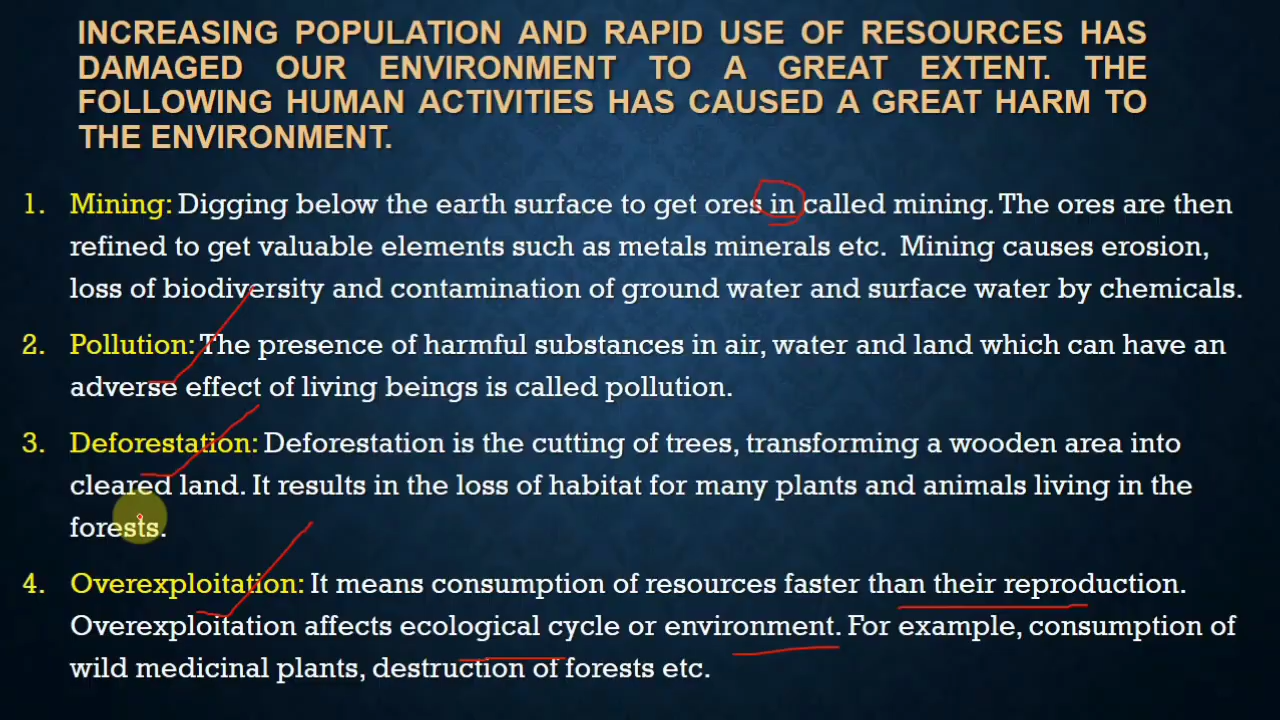 INCREASING POPULATION AND RAPID USE OF RESOURCES HAS
DAMAGED OUR ENVIRONMENT TO A GREAT EXTENT. THE
FOLLOWING HUMAN ACTIVITIES HAS CAUSED A GREAT HARM TO
THE ENVIRONMENT.
1. Mining: Digging below the earth surface to get ores in called mining. The ores are then
refined to get valuable elements such as metals minerals etc. Mining causes erosion,
loss of biodiversity and contamination of ground water and surface water by chemicals.
2. Pollution: The presence of harmful substances in air, water and land which can have an
adverse effect of living beings is called pollution.
3. Deforestation: Deforestation is the cutting of trees, transforming a wooden area into
cleared land. It results in the loss of habitat for many plants and animals living in the
forests.
4. Overexploitation: It means consumption of resources faster than their reproduction.
Overexploitation affects ecological cycle or environment. For example, consumption of
wild medicinal plants, destruction of forests etc.